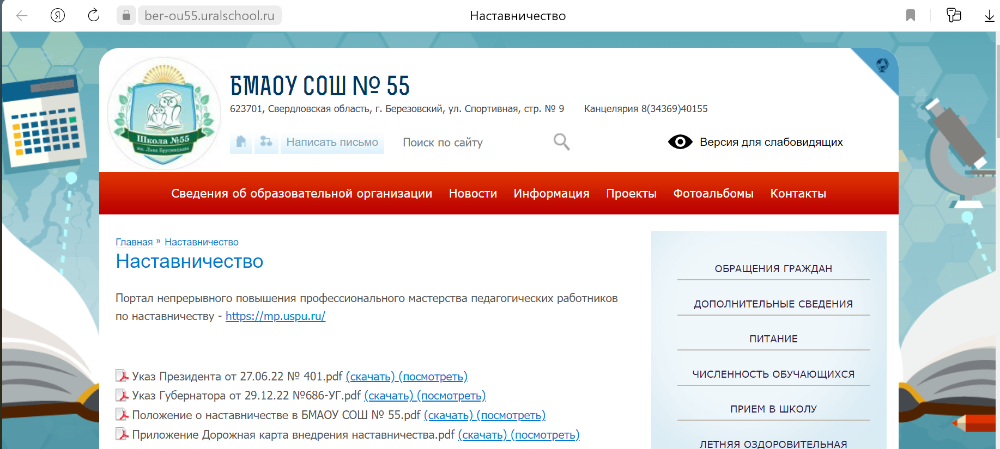 ber-ou55.uralschool.ru
Наставничество
БМАОУ СОШ № 55
623701, Свердловская область, г. Березовский, ул. Спортивная, стр. № 9 Канцелярия 8(34369)40155
Школа №55
им. Льва Брусницына
Написать письмо
Поиск по сайту
Версия для слабовидящих
Сведения об образовательной организации Новости Информация Проекты Фотоальбомы Контакты
Главная » Наставничество
Наставничество
Портал непрерывного повышения профессионального мастерства педагогических работников
по наставничеству - https://mp.uspu.ru/
Указ Президента от 27.06.22 № 401.pdf (скачать) (посмотреть)
Указ Губернатора от 29.12.22 №686-УГ.pdf (скачать) (посмотреть)
Положение о наставничестве в БМАОУ СОШ № 55.pdf (скачать) (посмотреть)
Приложение Дорожная карта внедрения наставничества.pdf (скачать) (посмотреть)
ОБРАЩЕНИЯ ГРАЖДАН
ДОПОЛНИТЕЛЬНЫЕ СВЕДЕНИЯ
ПИТАНИЕ
ЧИСЛЕННОСТЬ ОБУЧАЮЩИХСЯ
ПРИЕМ В ШКОЛУ
ЛЕТНЯЯ ОЗДОРОВИТЕЛЬНАЯ